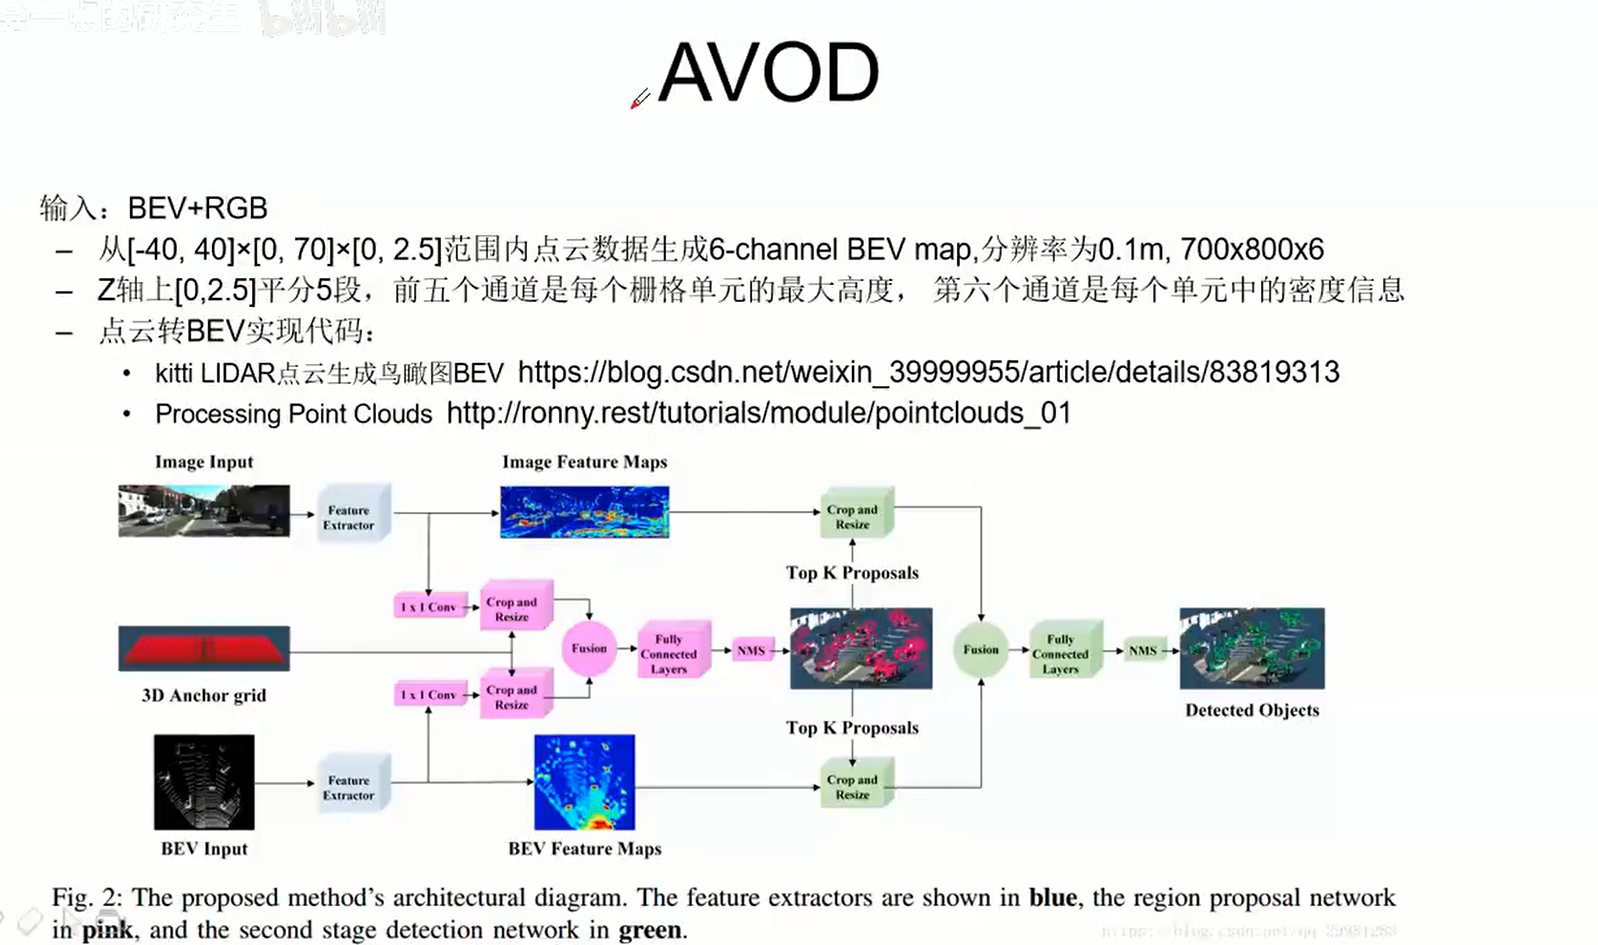 bilibili
AVOD
输入：BEV+RGB
– 从[-40, 40]×[0, 70]×[0, 2.5]范围内点云数据生成6-channel BEV map,分辨率为0.1m, 700x800x6
– Z轴上[0,2.5]平分5段，前五个通道是每个栅格单元的最大高度， 第六个通道是每个单元中的密度信息
– 点云转BEV实现代码：
• kitti LIDAR点云生成鸟瞰图BEV https://blog.csdn.net/weixin_39999955/article/details/83819313
• Processing Point Clouds http://ronny.rest/tutorials/module/pointclouds_01
Image Input
Image Feature Maps
Feature
Extractor
Crop and
Resize
Top K Proposals
1 x 1 Conv
Crop and
Resize
Fusion
Fully
Connected
Layers
NMS
Fusion
Fully
Connected
Layers
NMS
3D Anchor grid
1 x 1 Conv
Crop and
Resize
Top K Proposals
Detected Objects
Feature
Extractor
Crop and
Resize
BEV Input
BEV Feature Maps
Fig. 2: The proposed method's architectural diagram. The feature extractors are shown in blue, the region proposal network
in pink, and the second stage detection network in green.